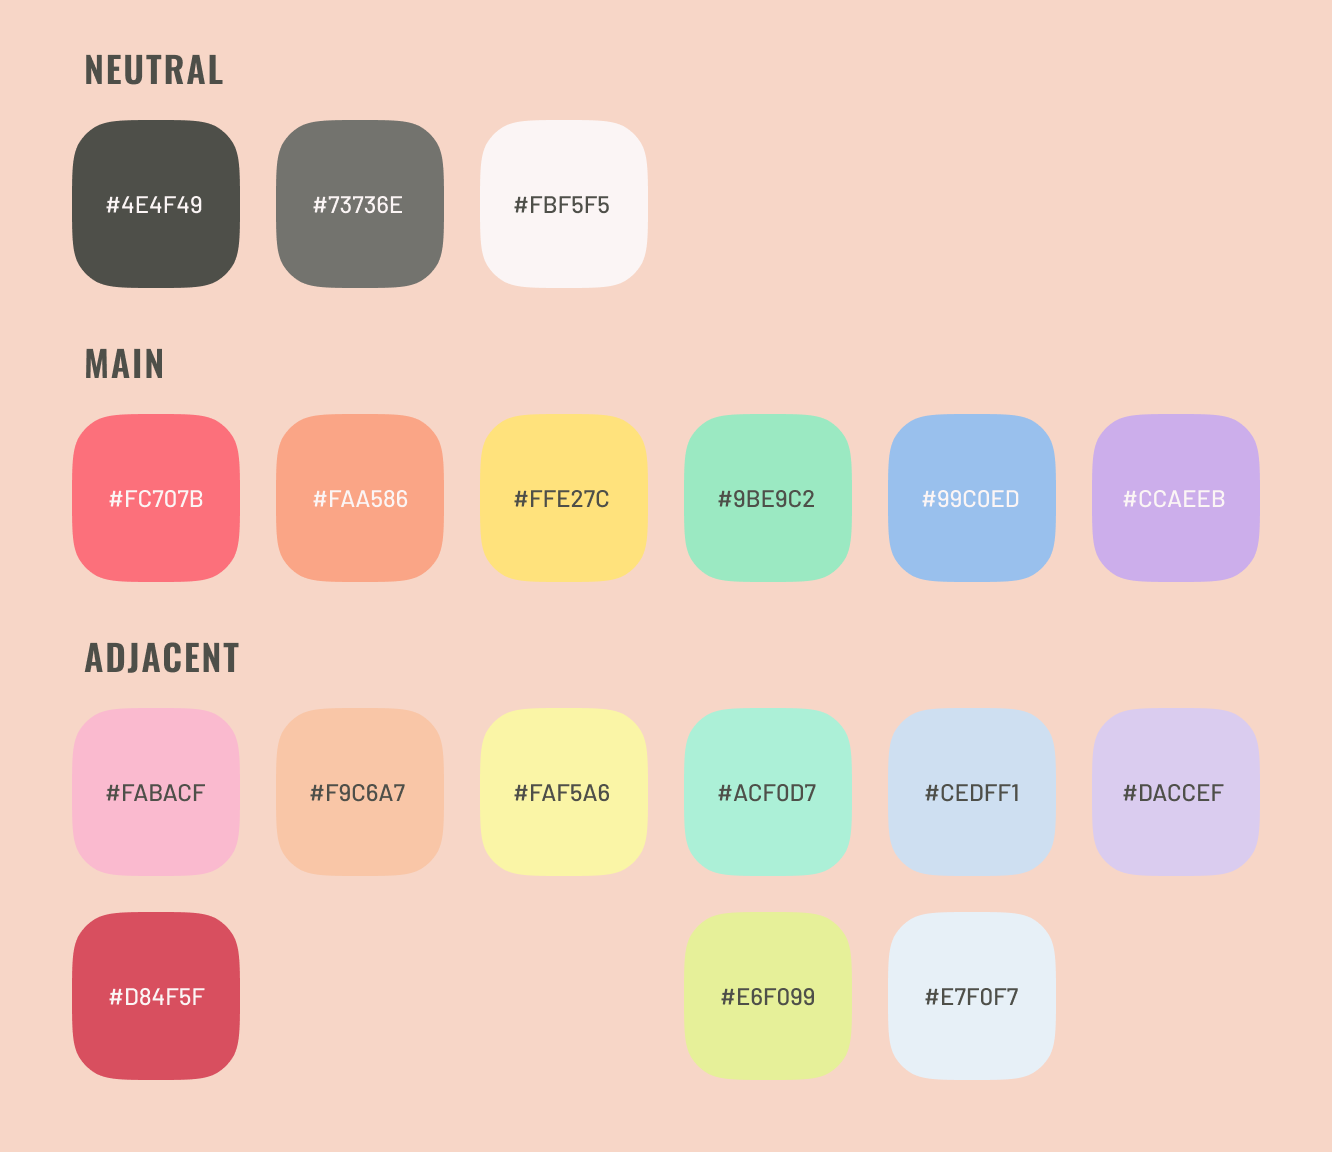 NEUTRAL
#4E4F49 #73736E #FBF5F5
MAIN
#FC707B #FAA586 #FFE27C #9BE9C2 #99C0ED #CCAEEB
ADJACENT
#FABACF #F9C6A7 #FAF5A6 #ACF0D7 #CEDFF1 #DACCEF
#D84F5F #E6F099 #E7F0F7